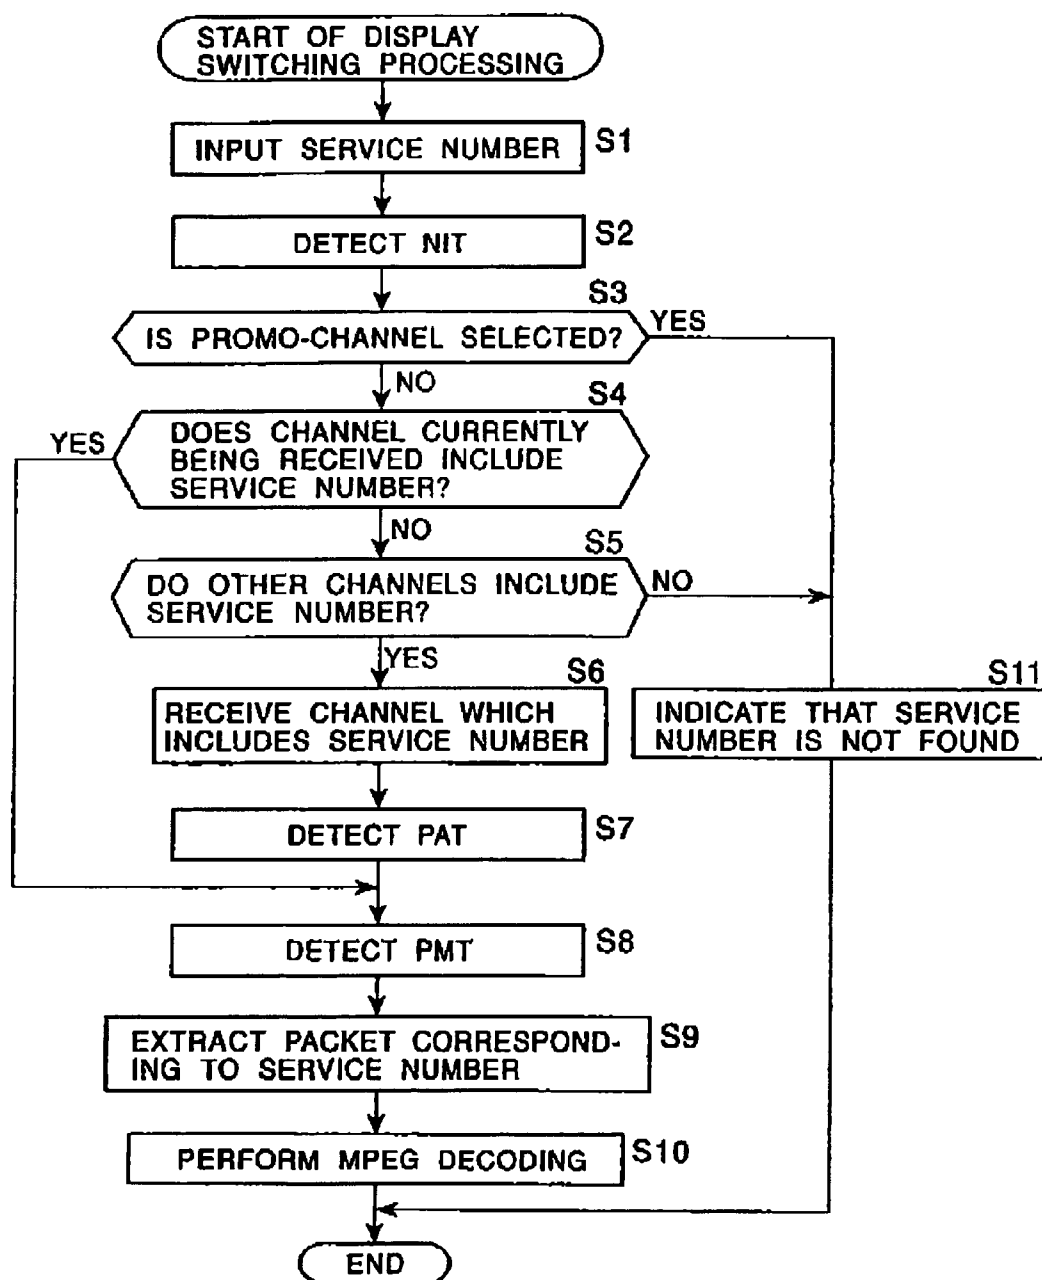 START OF DISPLAY
SWITCHING PROCESSING
INPUT SERVICE NUMBER
S1
DETECT NIT
S2
S3
IS PROMO-CHANNEL SELECTED?
YES
NO
S4
YES
DOES CHANNEL CURRENTLY
BEING RECEIVED INCLUDE
SERVICE NUMBER?
NO
S5
DO OTHER CHANNELS INCLUDE
SERVICE NUMBER?
NO
YES
S6
RECEIVE CHANNEL WHICH
INCLUDES SERVICE NUMBER
S11
INDICATE THAT SERVICE
NUMBER IS NOT FOUND
DETECT PAT
S7
DETECT PMT
S8
EXTRACT PACKET CORRESPOND-
ING TO SERVICE NUMBER
S9
PERFORM MPEG DECODING
S10
END